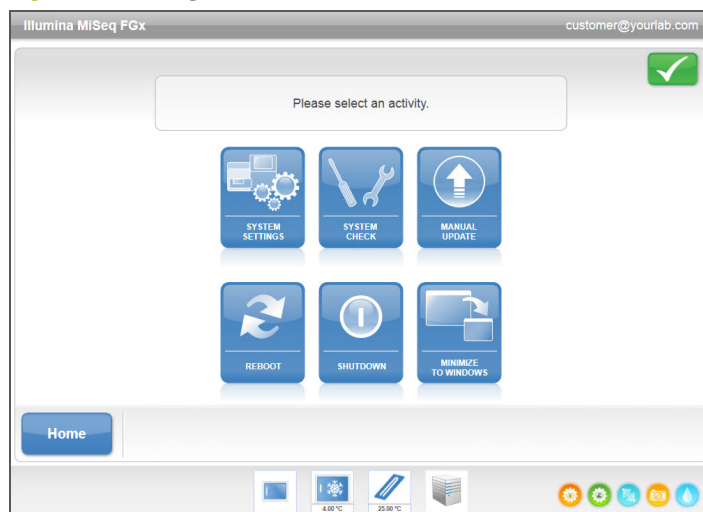 Illumina MiSeq FGx
customer@yourlab.com
Please select an activity.
SYSTEM
SETTINGS
SYSTEM
CHECK
MANUAL
UPDATE
REBOOT
SHUTDOWN
MINIMIZE
TO WINDOWS
Home
4.00 °C
25.00 °C